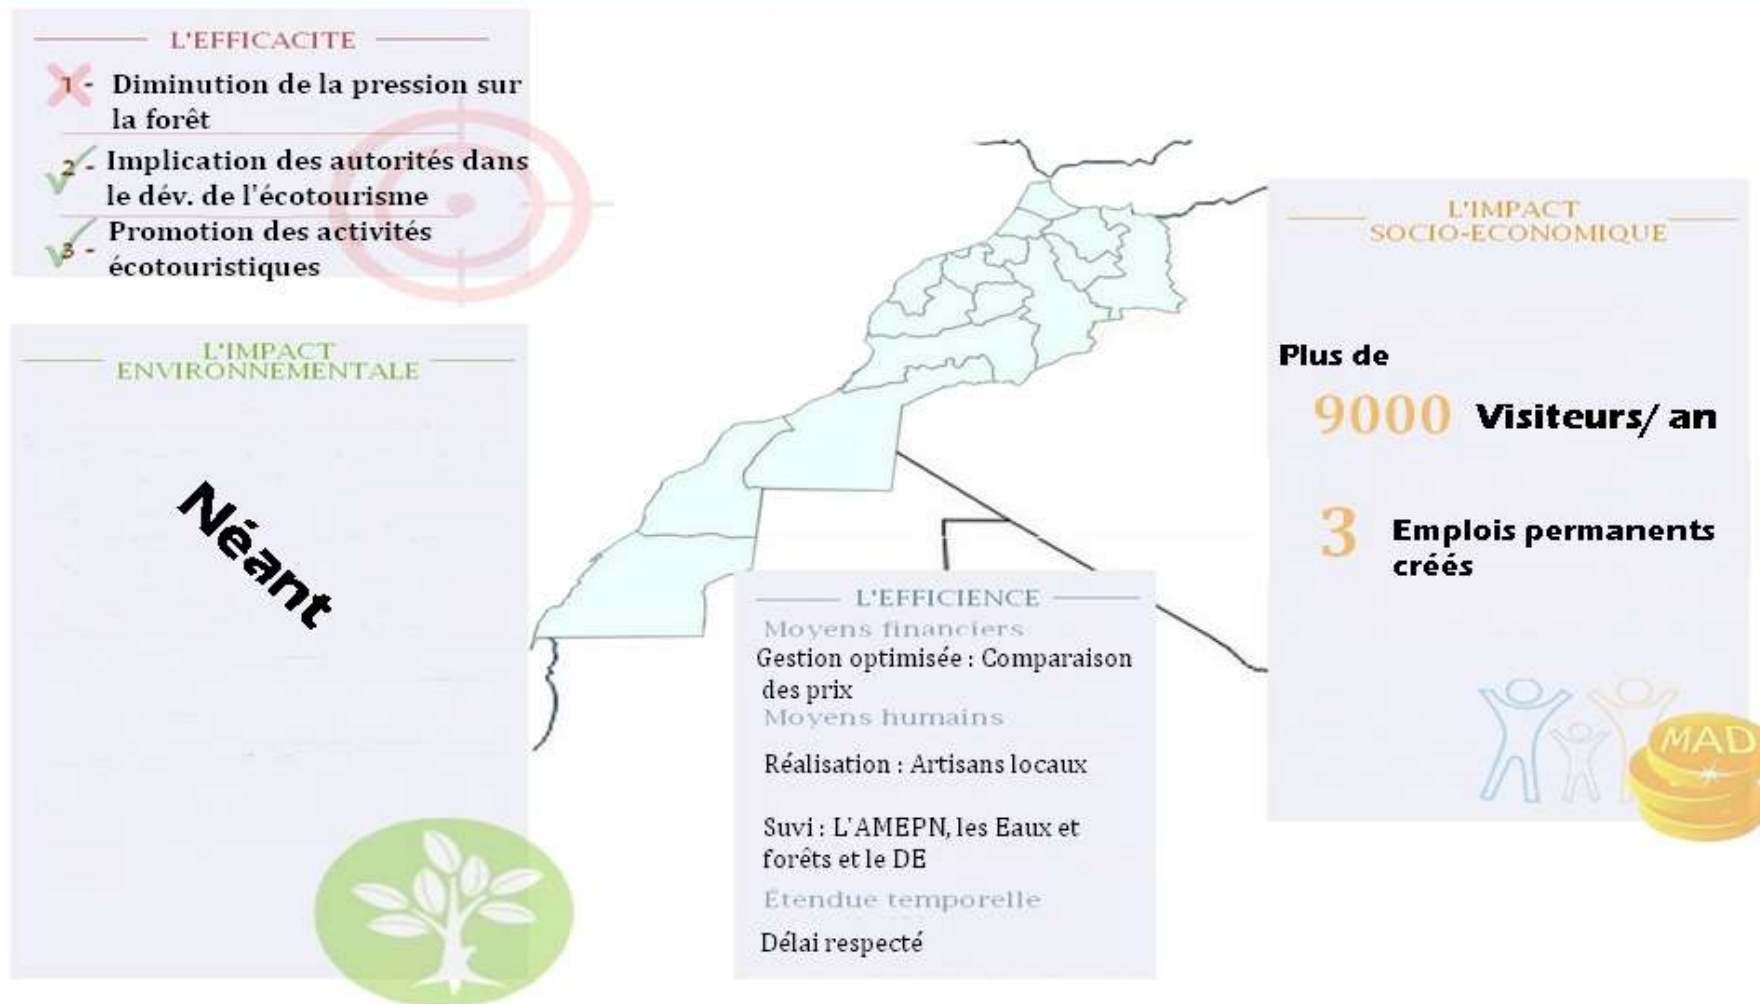 L'EFFICACITE
1 - Diminution de la pression sur
la forêt
2 - Implication des autorités dans
le dév. de l'écotourisme
3 - Promotion des activités
écotouristiques
L'IMPACT
ENVIRONNEMENTALE
Néant
L'EFFICIENCE
Moyens financiers
Gestion optimisée : Comparaison
des prix
Moyens humains
Réalisation : Artisans locaux
Suvi : L'AMEPN, les Eaux et
forêts et le DE
Étendue temporelle
Délai respecté
L'IMPACT
SOCIO-ECONOMIQUE
Plus de
9000 Visiteurs/ an
3 Emplois permanents
créés
MAD